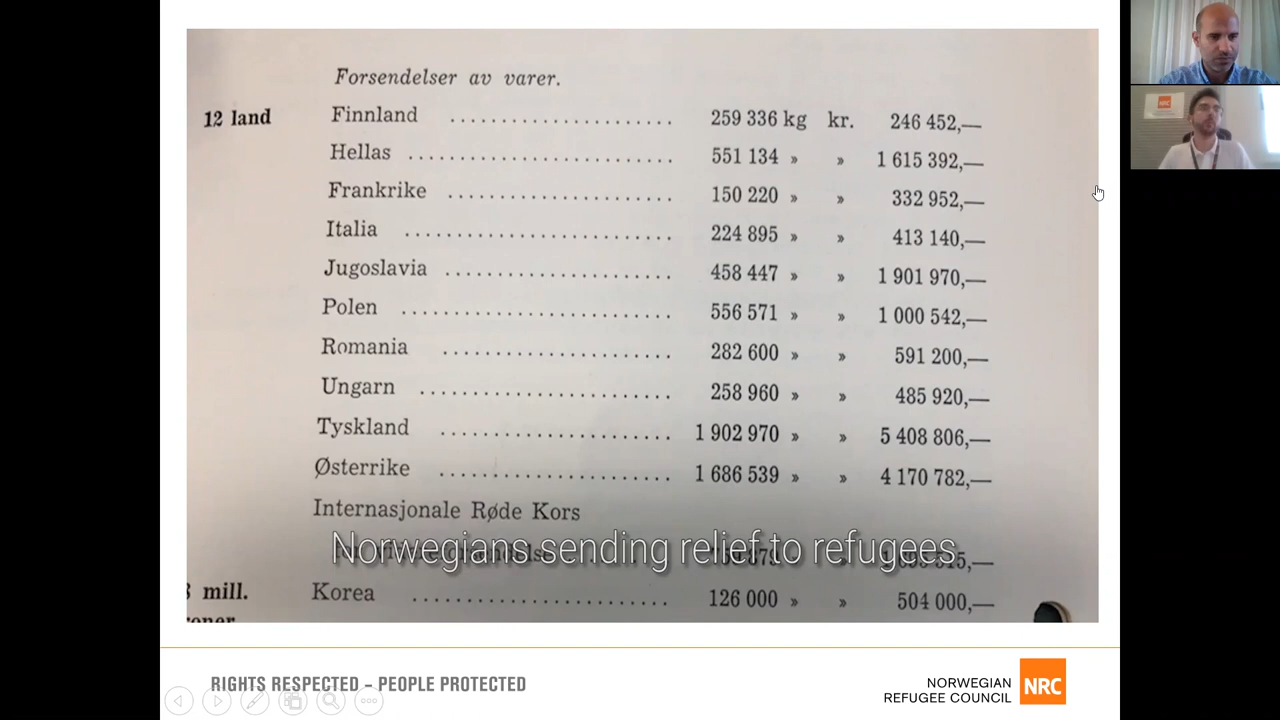 Forsendelser av varer.
12 land Finnland ...................... 259 336 kg kr. 246 452,—
Hellas .......................... 551 134 » » 1 615 392,—
Frankrike ...................... 150 220 » » 332 952,—
Italia .......................... 224 895 » » 413 140,—
Jugoslavia ...................... 458 447 » » 1 901 970,—
Polen .......................... 556 571 » » 1 000 542,—
Romania ...................... 282 600 » » 591 200,—
Ungarn ........................ 258 960 » » 485 920,—
Tyskland ...................... 1 902 970 » » 5 408 806,—
Østerrike ...................... 1 686 539 » » 4 170 782,—
Internasjonale Røde Kors
Norwegians sending relief to refugees
mill. Korea ........................ 126 000 » » 504 000,—
RIGHTS RESPECTED – PEOPLE PROTECTED
NORWEGIAN
REFUGEE COUNCIL
NRC
NRC